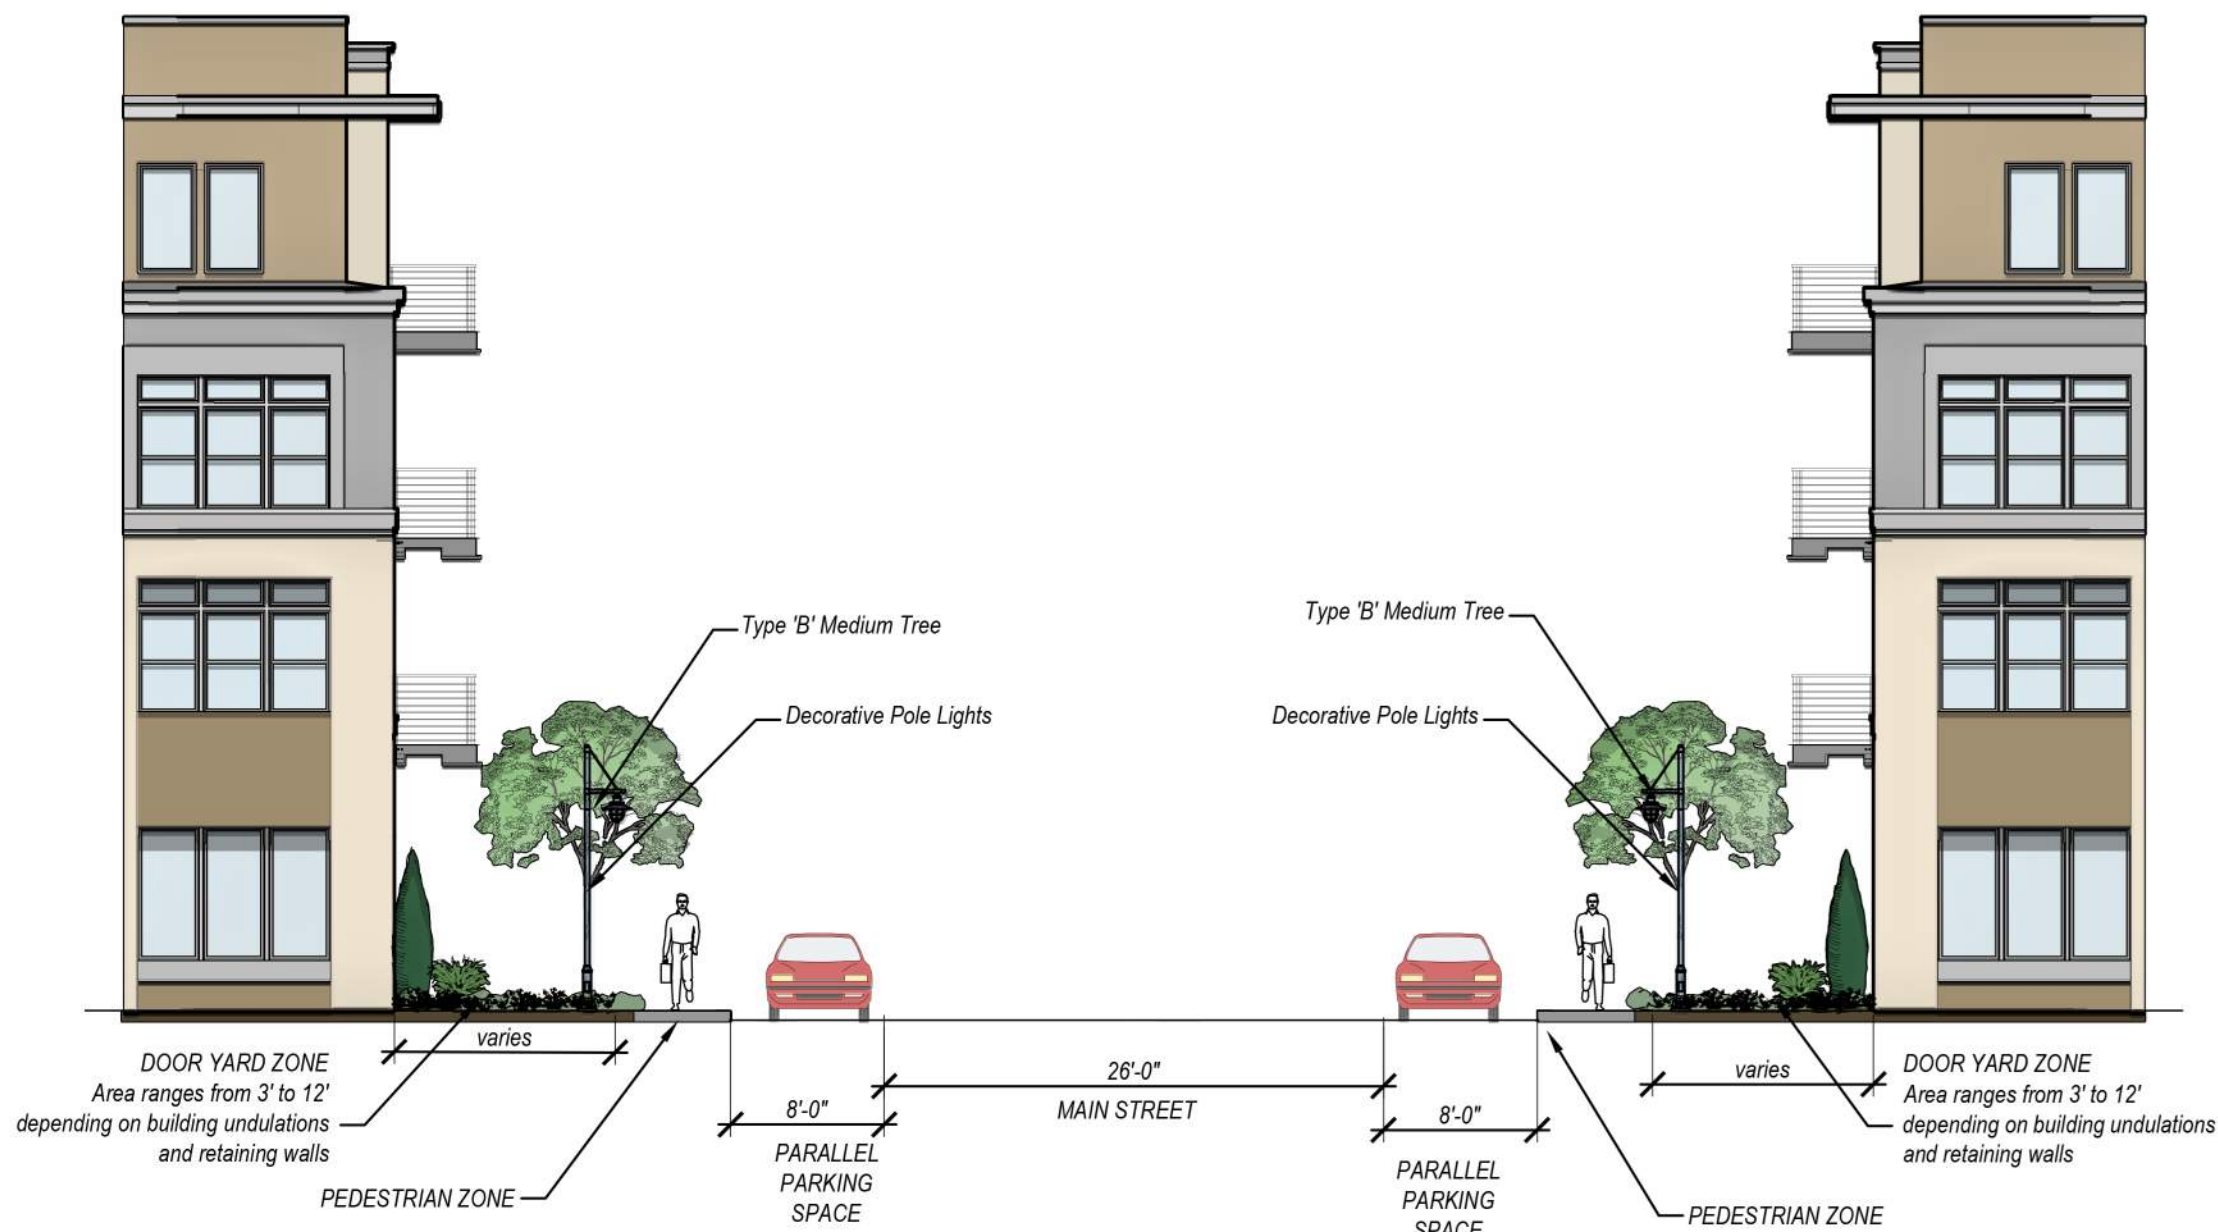 Type 'B' Medium Tree
Decorative Pole Lights
Type 'B' Medium Tree
Decorative Pole Lights
varies
DOOR YARD ZONE
Area ranges from 3' to 12'
depending on building undulations
and retaining walls
PEDESTRIAN ZONE
8'-0"
PARALLEL
PARKING
SPACE
26'-0"
MAIN STREET
8'-0"
PARALLEL
PARKING
SPACE
varies
DOOR YARD ZONE
Area ranges from 3' to 12'
depending on building undulations
and retaining walls
PEDESTRIAN ZONE